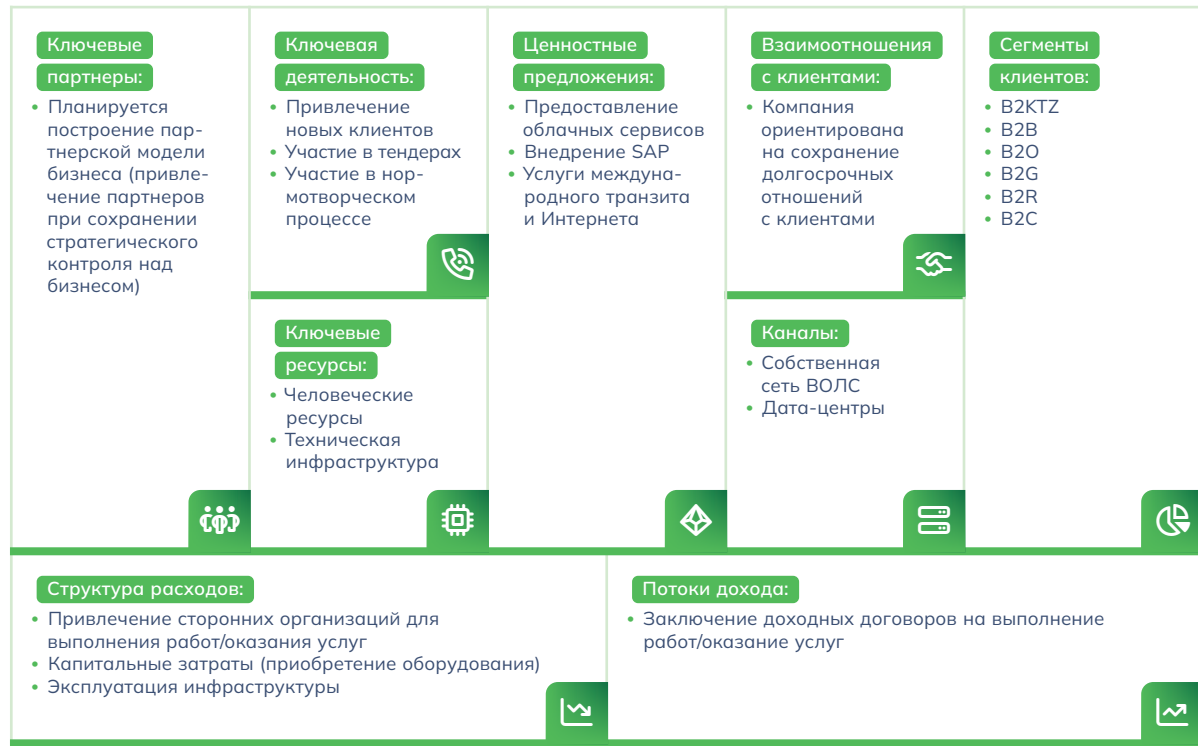 Ключевые
партнеры:
• Планируется
построение пар-
тнерской модели
бизнеса (привле-
чение партнеров
при сохранении
стратегического
контроля над
бизнесом)
Ключевая
деятельность:
• Привлечение
новых клиентов
• Участие в тендерах
• Участие в нор-
мотворческом
процессе
Ключевые
ресурсы:
• Человеческие
ресурсы
• Техническая
инфраструктура
Ценностные
предложения:
• Предоставление
облачных сервисов
• Внедрение SAP
• Услуги междуна-
родного транзита
и Интернета
Взаимоотношения
с клиентами:
• Компания
ориентирована
на сохранение
долгосрочных
отношений
с клиентами
Каналы:
• Собственная
сеть ВОЛС
• Дата-центры
Сегменты
клиентов:
• B2KTZ
• B2B
• B2O
• B2G
• B2R
• B2C
Структура расходов:
• Привлечение сторонних организаций для
выполнения работ/оказания услуг
• Капитальные затраты (приобретение оборудования)
• Эксплуатация инфраструктуры
Потоки дохода:
• Заключение доходных договоров на выполнение
работ/оказание услуг